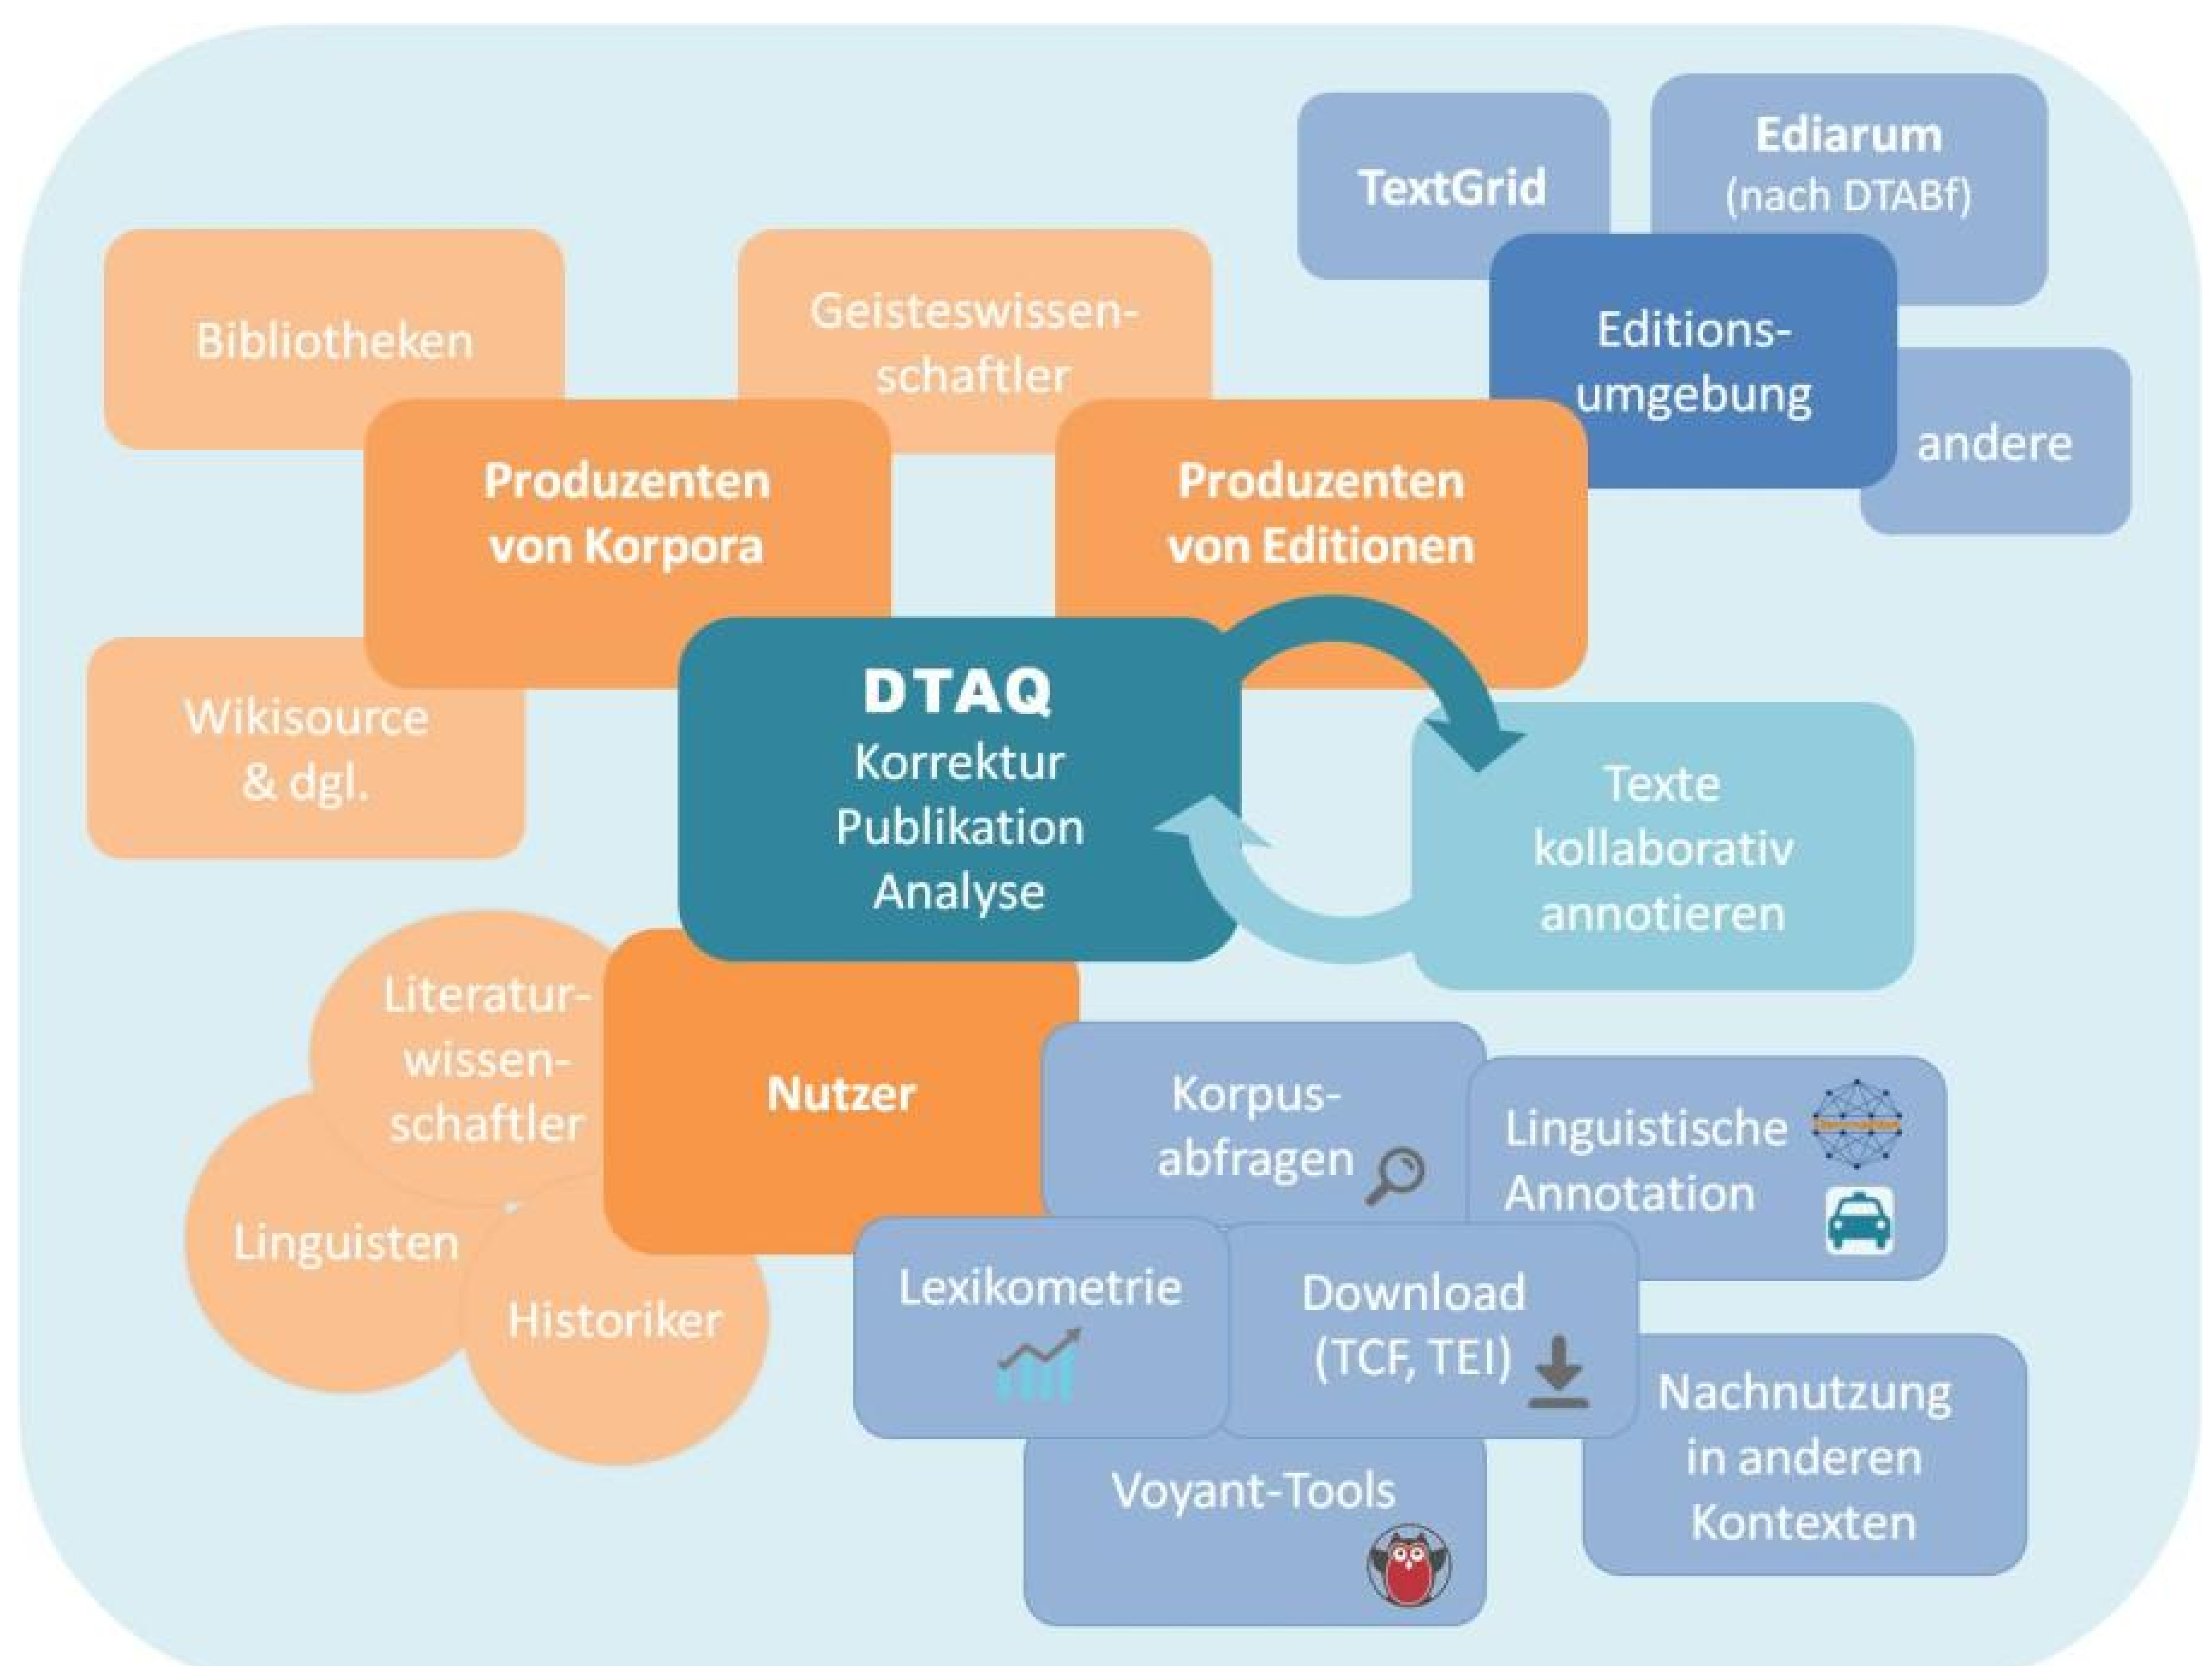 TextGrid
Ediarum
(nach DTABf)
Bibliotheken
Geisteswissen-
schaftler
Editions-
umgebung
andere
Produzenten
von Korpora
Produzenten
von Editionen
Wikisource
& dgl.
DTAQ
Korrektur
Publikation
Analyse
Texte
kollaborativ
annotieren
Literatur-
wissen-
schaftler
Linguisten
Historiker
Nutzer
Korpus-
abfragen
Linguistische
Annotation
Lexikometrie
Download
(TCF, TEI)
Nachnutzung
in anderen
Kontexten
Voyant-Tools